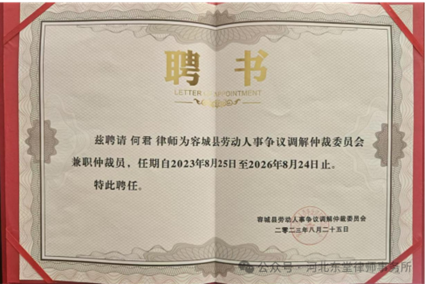 聘书
LETTER OF APPOINTMENT
兹聘请 何君 律师为容城县劳动人事争议调解仲裁委员会
兼职仲裁员，任期自2023年8月25日至2026年8月24日止。
特此聘任。
容城县劳动人事争议调解仲裁委员会
二〇二三年八月二十五日
公众号·河北东堂律师事务所